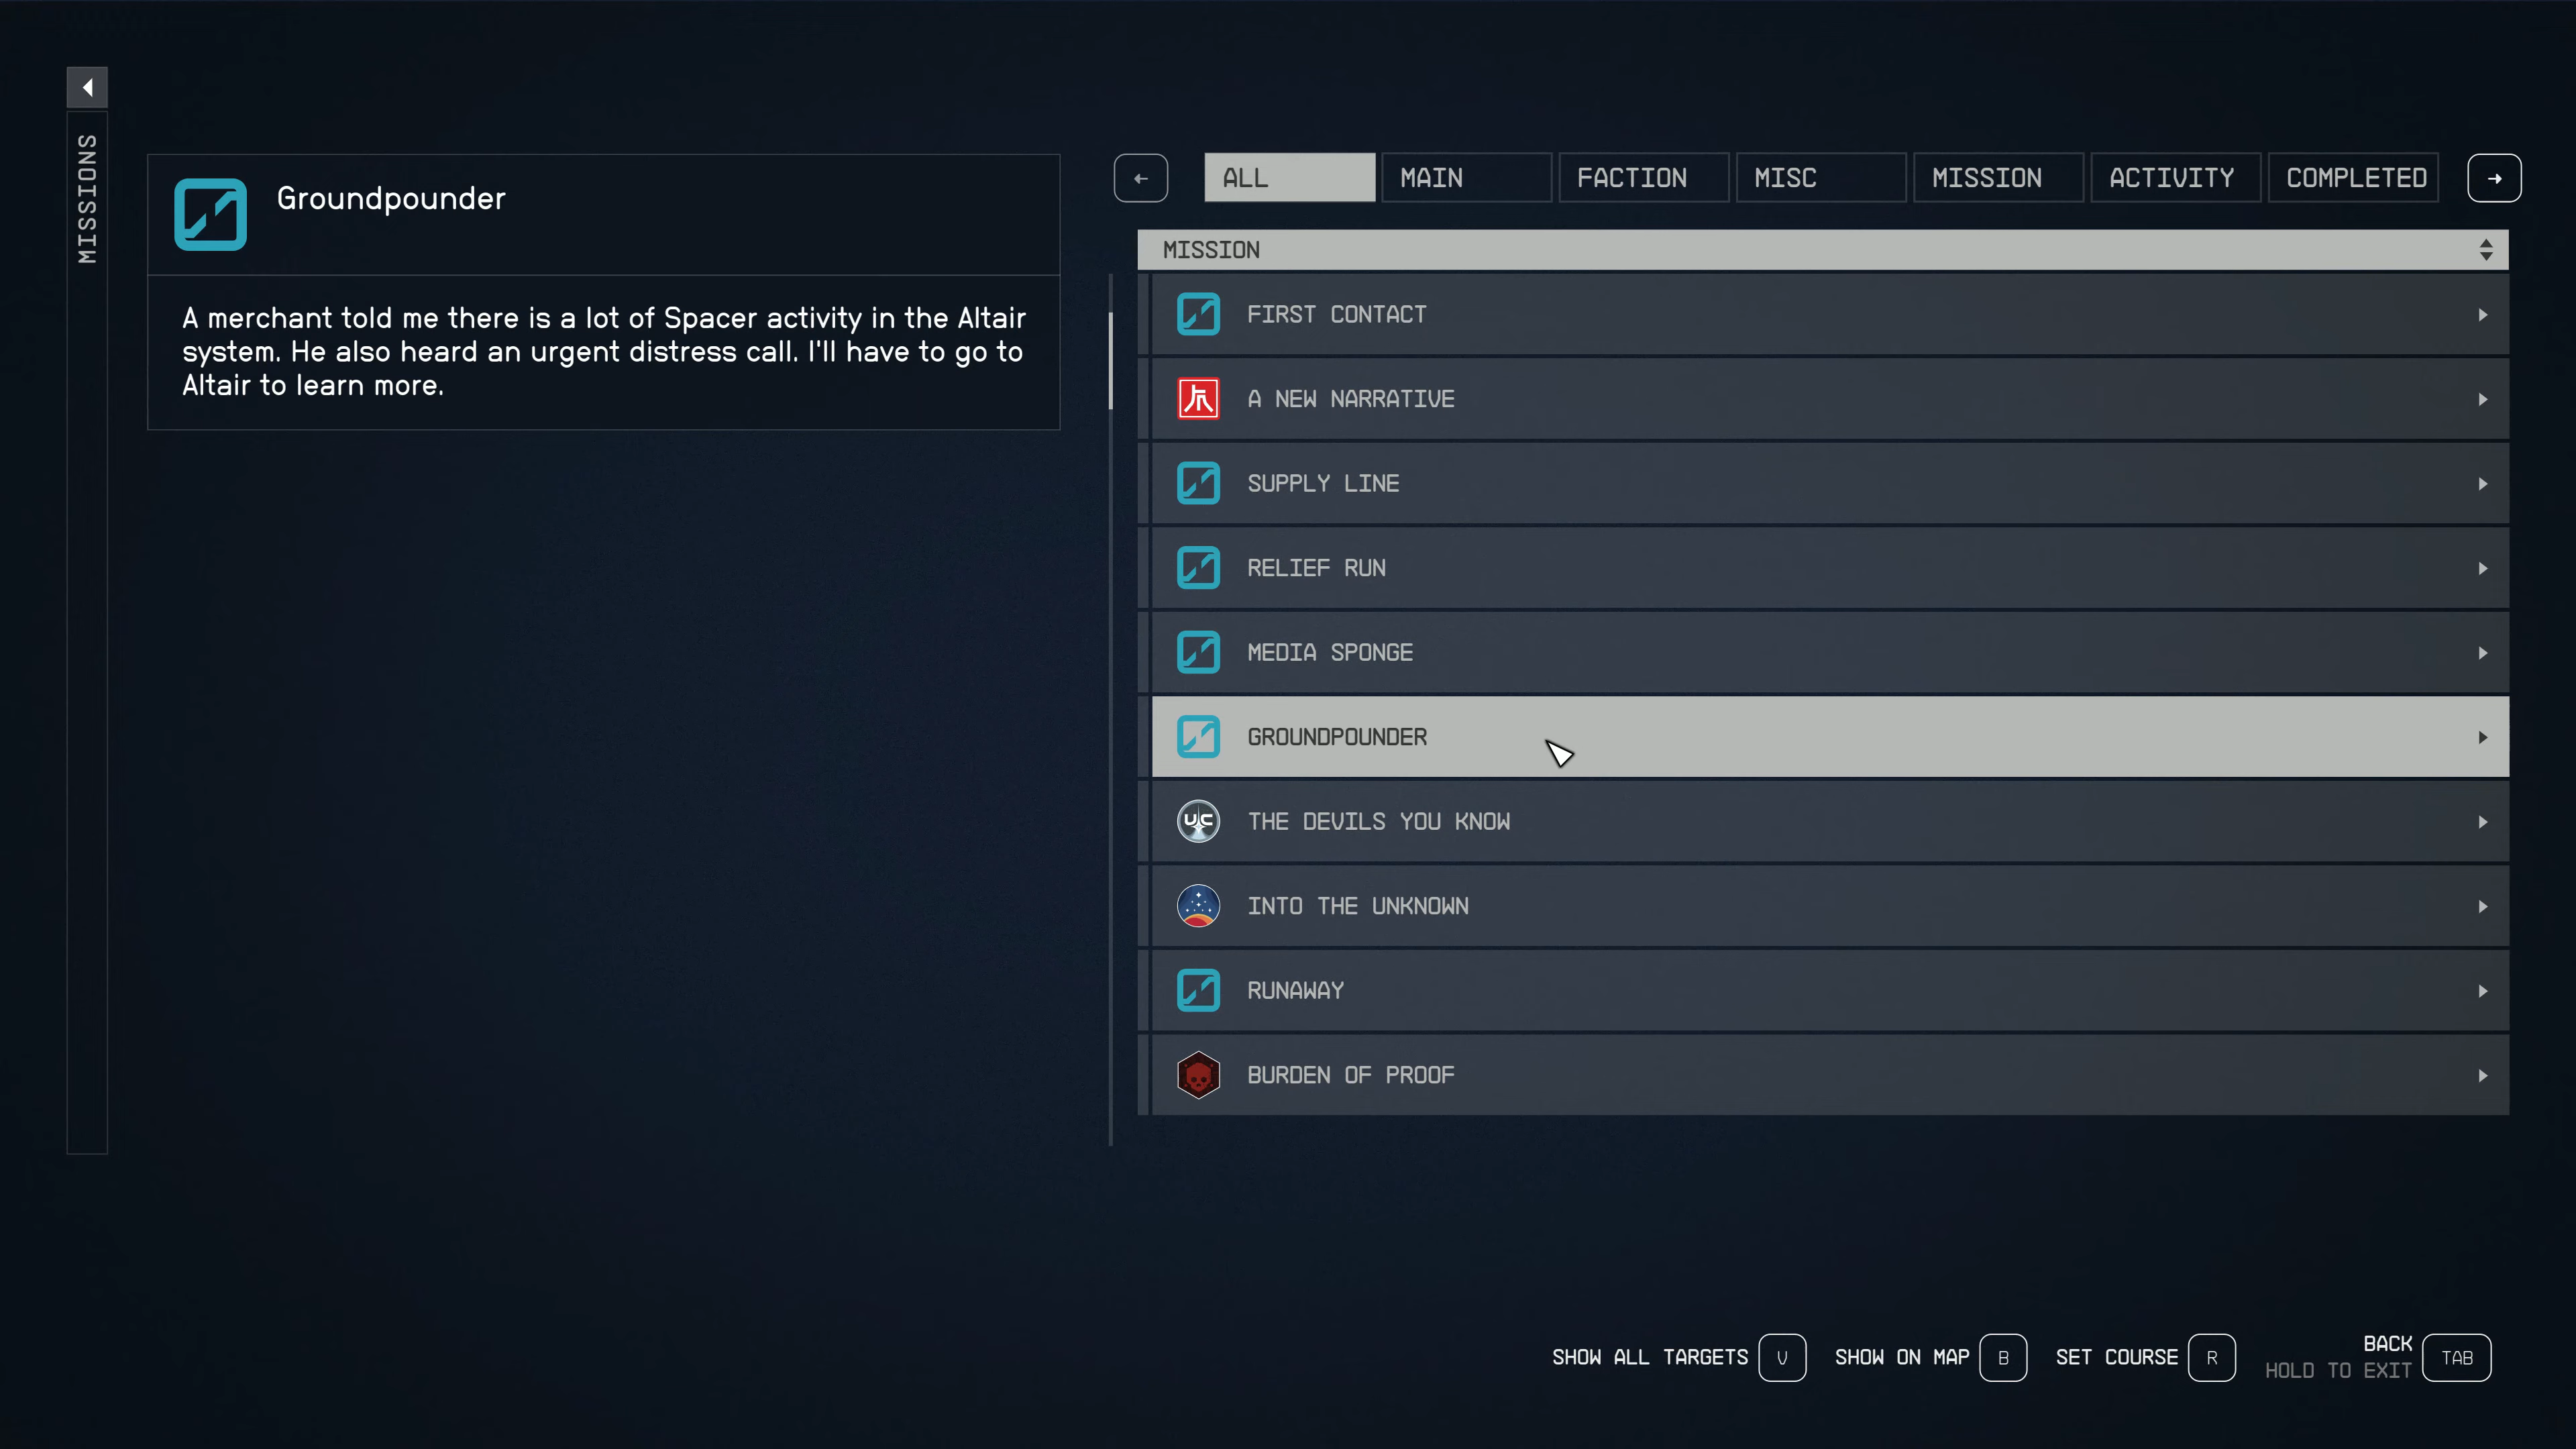 MISSIONS
Groundpounder
A merchant told me there is a lot of Spacer activity in the Altair
system. He also heard an urgent distress call. I'll have to go to
Altair to learn more.
ALL
MAIN
FACTION
MISC
MISSION
ACTIVITY
COMPLETED
MISSION
FIRST CONTACT
A NEW NARRATIVE
SUPPLY LINE
RELIEF RUN
MEDIA SPONGE
GROUNDPOUNDER
UC
THE DEVILS YOU KNOW
INTO THE UNKNOWN
RUNAWAY
BURDEN OF PROOF
SHOW ALL TARGETS V
SHOW ON MAP B
SET COURSE R
BACK
HOLD TO EXIT
TAB